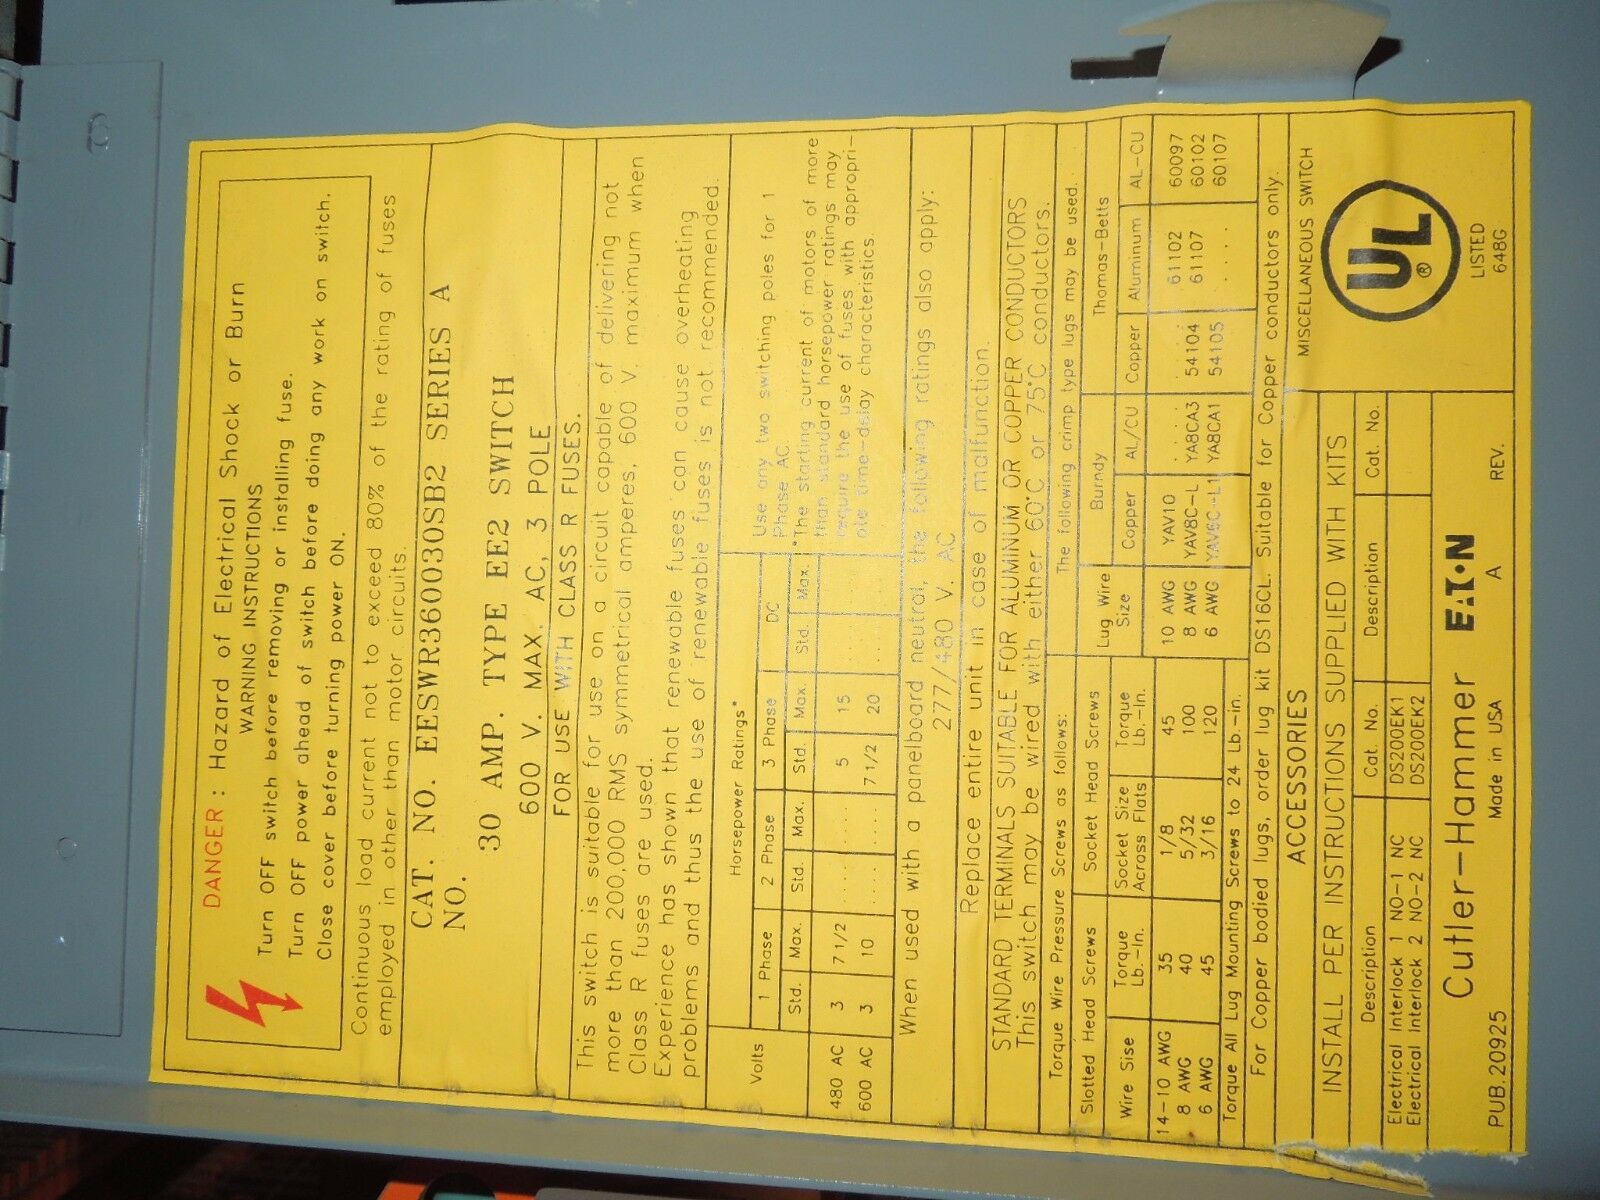 DANGER : Hazard of Electrical Shock or Burn
WARNING INSTRUCTIONS
Turn OFF switch before removing or installing fuse.
Turn OFF power ahead of switch before doing any work on switch.
Close cover before turning power ON.
Continuous load current not to exceed 80% of the rating of fuses
employed in other than motor circuits.
CAT. NO. EESWR360030SB2 SERIES A
NO.
30 AMP. TYPE EE2 SWITCH
600 V. MAX. AC, 3 POLE
FOR USE WITH CLASS R FUSES.
This switch is suitable for use on a circuit capable of delivering not
more than 200,000 RMS symmetrical amperes, 600 V. maximum when
Class R fuses are used.
Experience has shown that renewable fuses can cause overheating
problems and thus the use of renewable fuses is not recommended.
Volts Horsepower Ratings*
1 Phase 2 Phase 3 Phase DC
Std. Max. Std. Max. Std. Max. Std. Max.
480 AC 3 7 1/2 .... .... 5 15 .... ....
600 AC 3 10 .... .... 7 1/2 20 .... ....
Use any two switching poles for 1
Phase AC.
*The starting current of motors of more
than standard horsepower ratings may
require the use of fuses with appropri-
ate time-delay characteristics.
When used with a panelboard neutral, the following ratings also apply:
277/480 V. AC
Replace entire unit in case of malfunction.
STANDARD TERMINALS SUITABLE FOR ALUMINUM OR COPPER CONDUCTORS
This switch may be wired with either 60°C or 75°C conductors.
Torque Wire Pressure Screws as follows:
Slotted Head Screws Socket Head Screws
Wire Sise Torque Lb.-In. Socket Size Across Flats Torque Lb.-In.
14-10 AWG 35 1/8 45
8 AWG 40 5/32 100
6 AWG 45 3/16 120
Torque All Lug Mounting Screws to 24 Lb.-in.
The following crimp type lugs may be used.
Lug Wire Size Burndy Thomas-Betts
Copper AL/CU Copper Aluminum AL-CU
10 AWG YAV10 .... .... 61102 60097
8 AWG YAV8C-L YA8CA3 54104 61107 60102
6 AWG YAV6C-L1 YA8CA1 54105 .... 60107
For Copper bodied lugs, order lug kit DS16CL. Suitable for Copper conductors only.
ACCESSORIES
INSTALL PER INSTRUCTIONS SUPPLIED WITH KITS
Description Cat. No. Description Cat. No.
Electrical Interlock 1 NO-1 NC DS200EK1
Electrical Interlock 2 NO-2 NC DS200EK2
Cutler-Hammer EATON
PUB.20925 Made in USA A REV.
MISCELLANEOUS SWITCH
UL ®
LISTED
648G